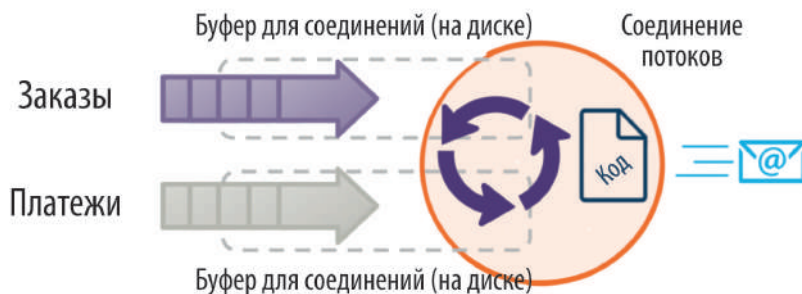 Буфер для соединений (на диске)
Соединение
потоков
Заказы
Код
@
Платежи
Буфер для соединений (на диске)